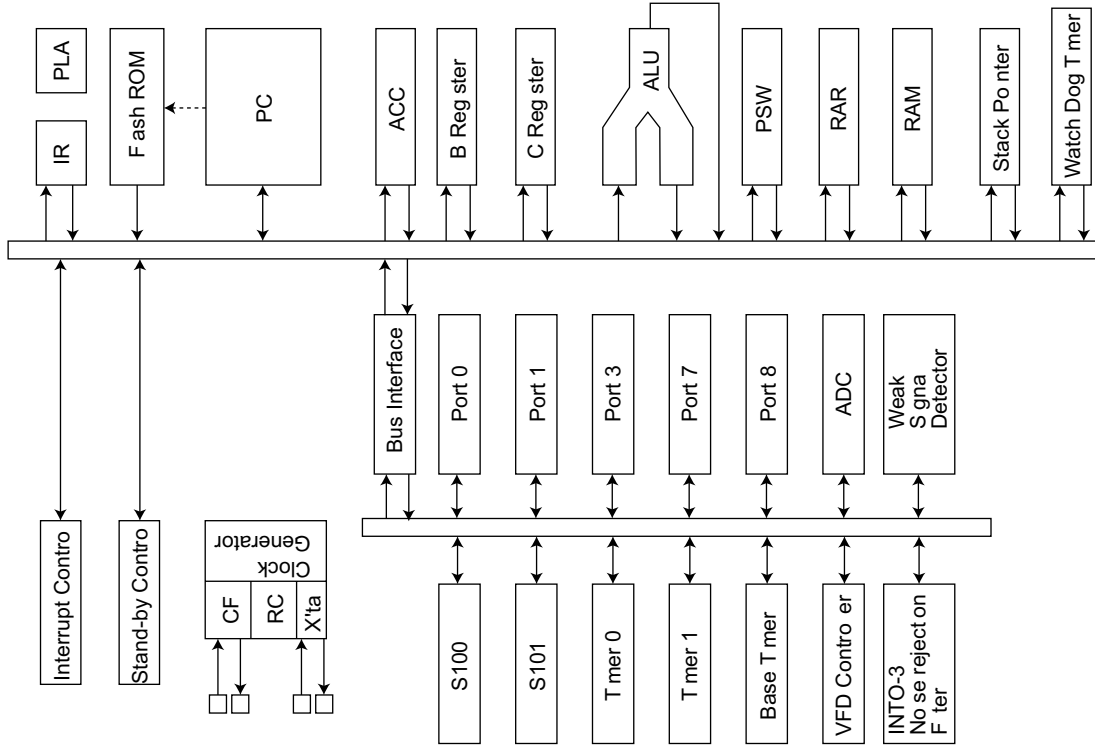 PLA
IR
F ash ROM
PC
ACC
B Reg ster
C Reg ster
ALU
PSW
RAR
RAM
Stack Po nter
Watch Dog T mer
Interrupt Contro
Stand-by Contro
CF
RC
X'ta
Clock
Generator
Bus Interface
Port 0
Port 1
Port 3
Port 7
Port 8
ADC
Weak
S gna
Detector
S100
S101
T mer 0
T mer 1
Base T mer
VFD Contro er
INTO-3
No se reject on
F ter